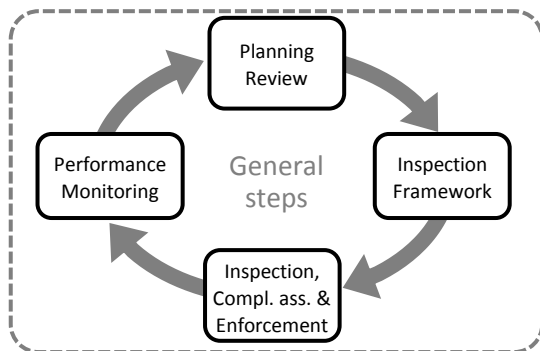 Planning
Review
Performance
Monitoring
General
steps
Inspection
Framework
Inspection,
Compl. ass. &
Enforcement